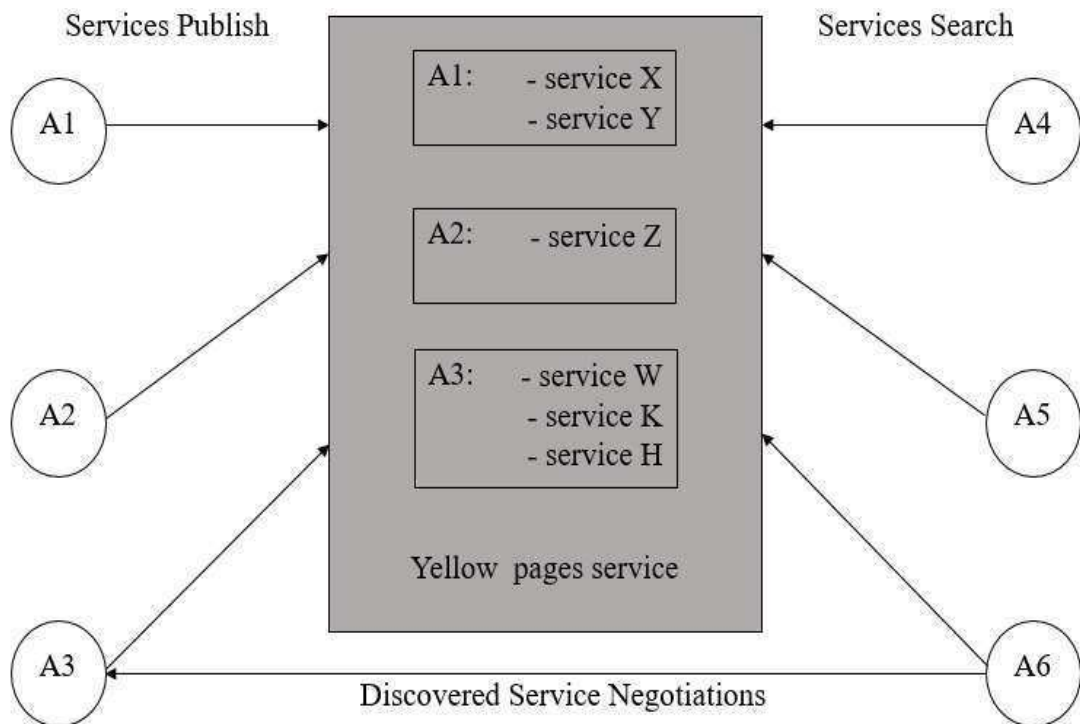 Services Publish
Services Search
A1
A1: - service X
- service Y
A4
A2: - service Z
A2
A3: - service W
- service K
- service H
A5
Yellow pages service
A3
A6
Discovered Service Negotiations